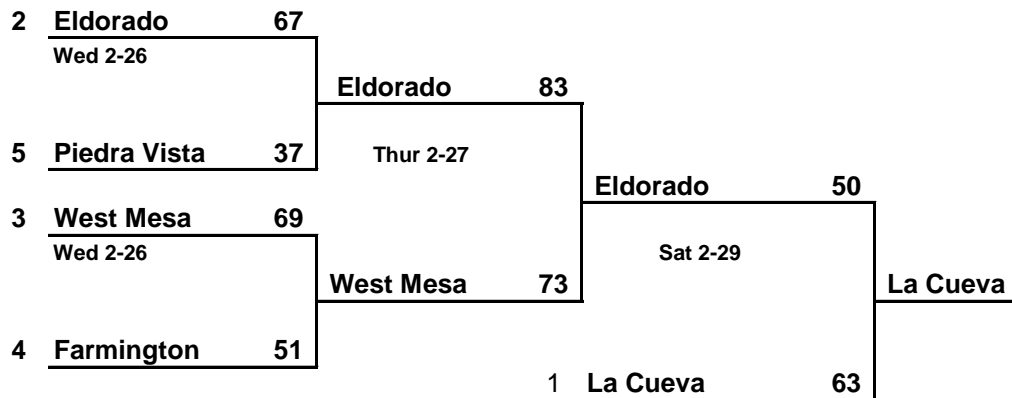 2 Eldorado 67
Wed 2-26
Eldorado 83
5 Piedra Vista 37
Thur 2-27
Eldorado 50
3 West Mesa 69
Wed 2-26
Sat 2-29
West Mesa 73
La Cueva
4 Farmington 51
1 La Cueva 63